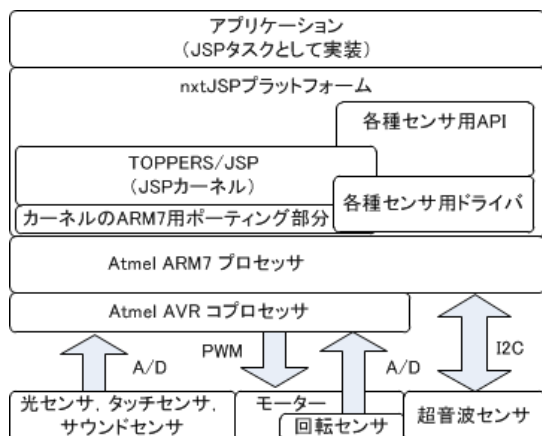 アプリケーション
（JSPタスクとして実装）
nxtJSPプラットフォーム
各種センサ用API
TOPPERS/JSP
（JSPカーネル）
各種センサ用ドライバ
カーネルのARM7用ポーティング部分
Atmel ARM7 プロセッサ
Atmel AVR コプロセッサ
A/D
PWM
A/D
I2C
光センサ，タッチセンサ，
サウンドセンサ
モーター
回転センサ
超音波センサ